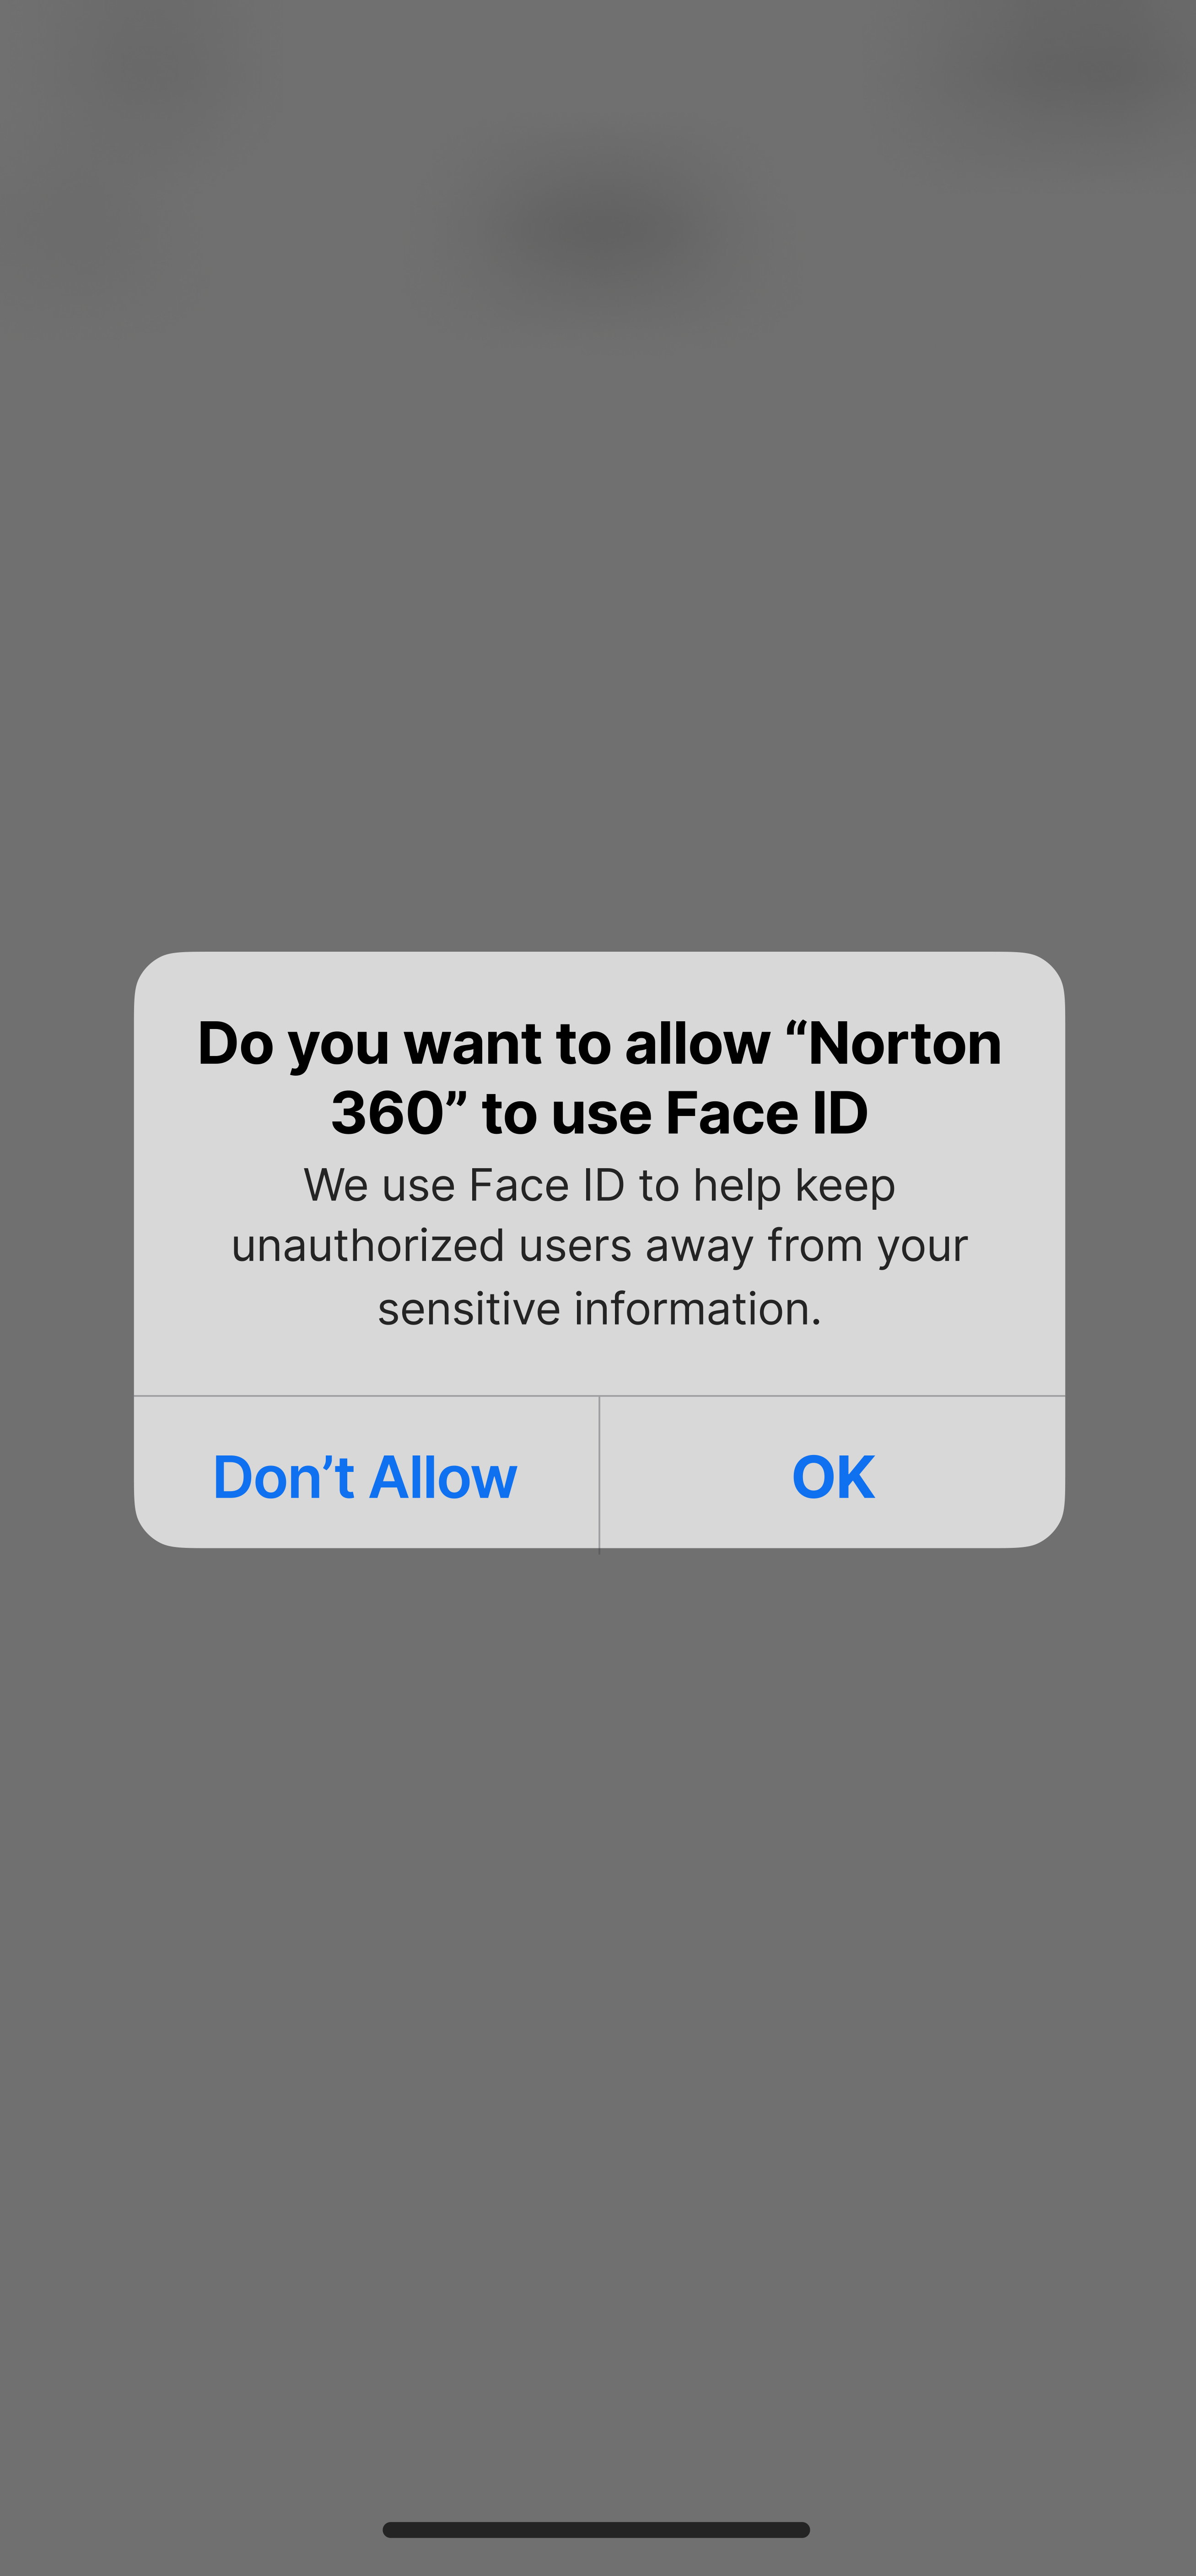 Do you want to allow “Norton
360” to use Face ID
We use Face ID to help keep
unauthorized users away from your
sensitive information.
Don’t Allow
OK